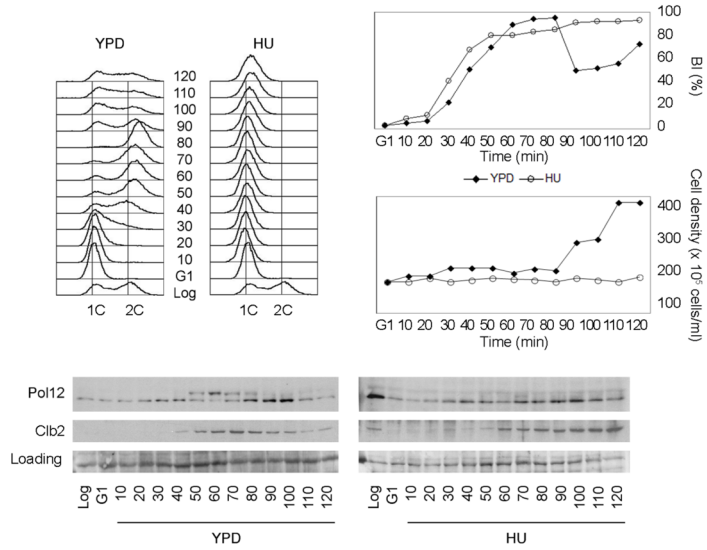 YPD
HU
120
110
100
90
80
70
60
50
40
30
20
10
G1
Log
1C 2C
1C 2C
100
80
60
40
20
0
BI (%)
G1 10 20 30 40 50 60 70 80 90 100 110 120
Time (min)
YPD HU
400
300
200
100
Cell density (x 10⁵ cells/ml)
G1 10 20 30 40 50 60 70 80 90 100 110 120
Time (min)
Pol12
Clb2
Loading
Log G1 10 20 30 40 50 60 70 80 90 100 110 120
YPD
Log G1 10 20 30 40 50 60 70 80 90 100 110 120
HU